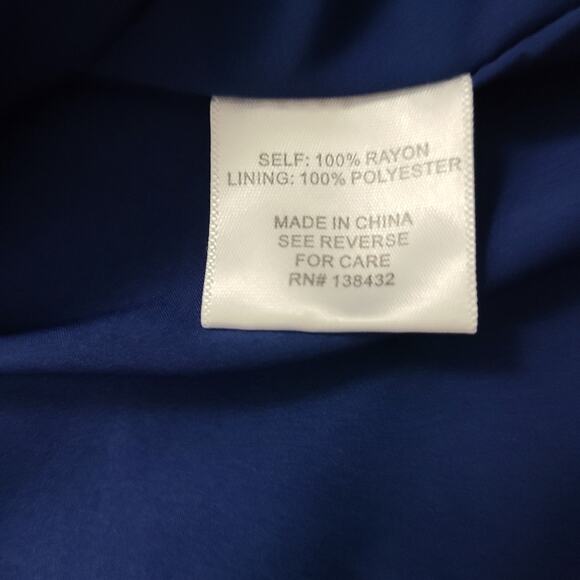 SELF: 100% RAYON
LINING: 100% POLYESTER
MADE IN CHINA
SEE REVERSE
FOR CARE
RN# 138432